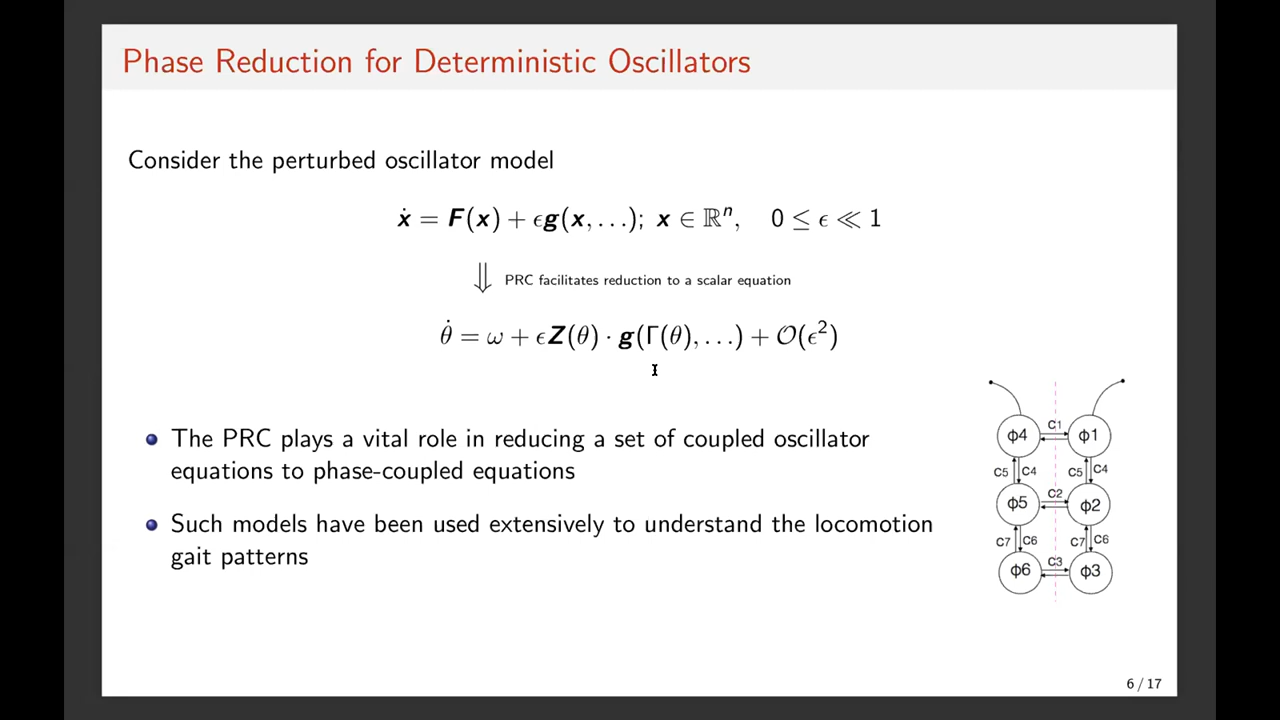 Phase Reduction for Deterministic Oscillators
Consider the perturbed oscillator model
ẋ = F(x) + ϵg(x, . . .); x ∈ ℝⁿ, 0 ≤ ϵ ≪ 1
⇓ PRC facilitates reduction to a scalar equation
θ̇ = ω + ϵZ(θ) · g(Γ(θ), . . .) + 𝒪(ϵ²)
The PRC plays a vital role in reducing a set of coupled oscillator
equations to phase-coupled equations
Such models have been used extensively to understand the locomotion
gait patterns
ϕ4 C1 ϕ1
C5 C4 C5 C4
ϕ5 C2 ϕ2
C7 C6 C7 C6
ϕ6 C3 ϕ3
6 / 17